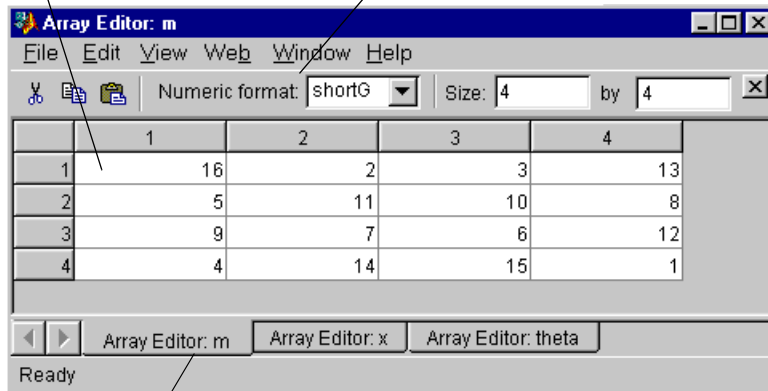 Array Editor: m
File Edit View Web Window Help
Numeric format: shortG Size: 4 by 4
1 2 3 4
1 16 2 3 13
2 5 11 10 8
3 9 7 6 12
4 4 14 15 1
Array Editor: m Array Editor: x Array Editor: theta
Ready